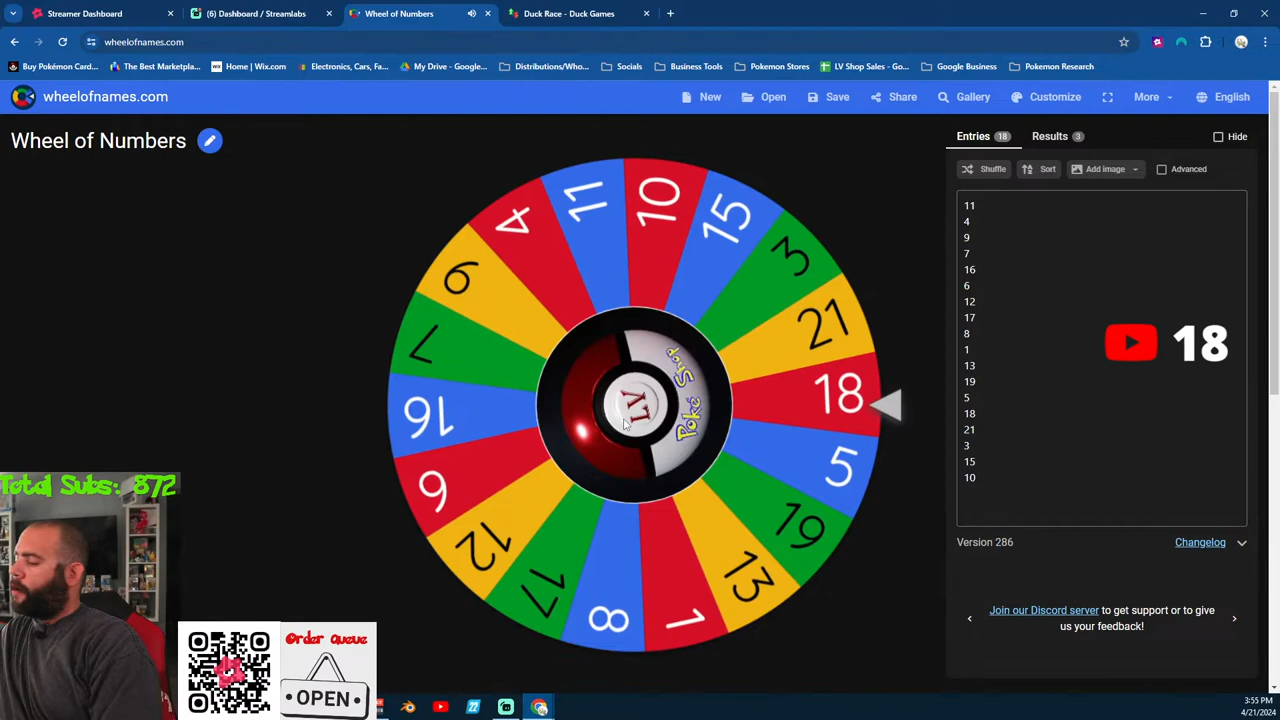 Streamer Dashboard
(6) Dashboard / Streamlabs
Wheel of Numbers
Duck Race - Duck Games
wheelofnames.com
Buy Pokémon Card...
The Best Marketpla...
Home | Wix.com
Electronics, Cars, Fa...
My Drive - Google...
Distributions/Who...
Socials
Business Tools
Pokemon Stores
LV Shop Sales - Go...
Google Business
Pokemon Research
wheelofnames.com
New
Open
Save
Share
Gallery
Customize
More
English
Wheel of Numbers
Entries 18
Results 3
Hide
Shuffle
Sort
Add image
Advanced
11
4
9
7
16
6
12
17
8
1
13
19
5
18
21
3
15
10
18
Version 286
Changelog
Join our Discord server to get support or to give
us your feedback!
11
10
15
3
21
18
5
19
13
1
8
17
12
6
16
7
9
4
LV
Poké Shop
Total Subs: 872
Order Queue
OPEN
3:55 PM
4/21/2024